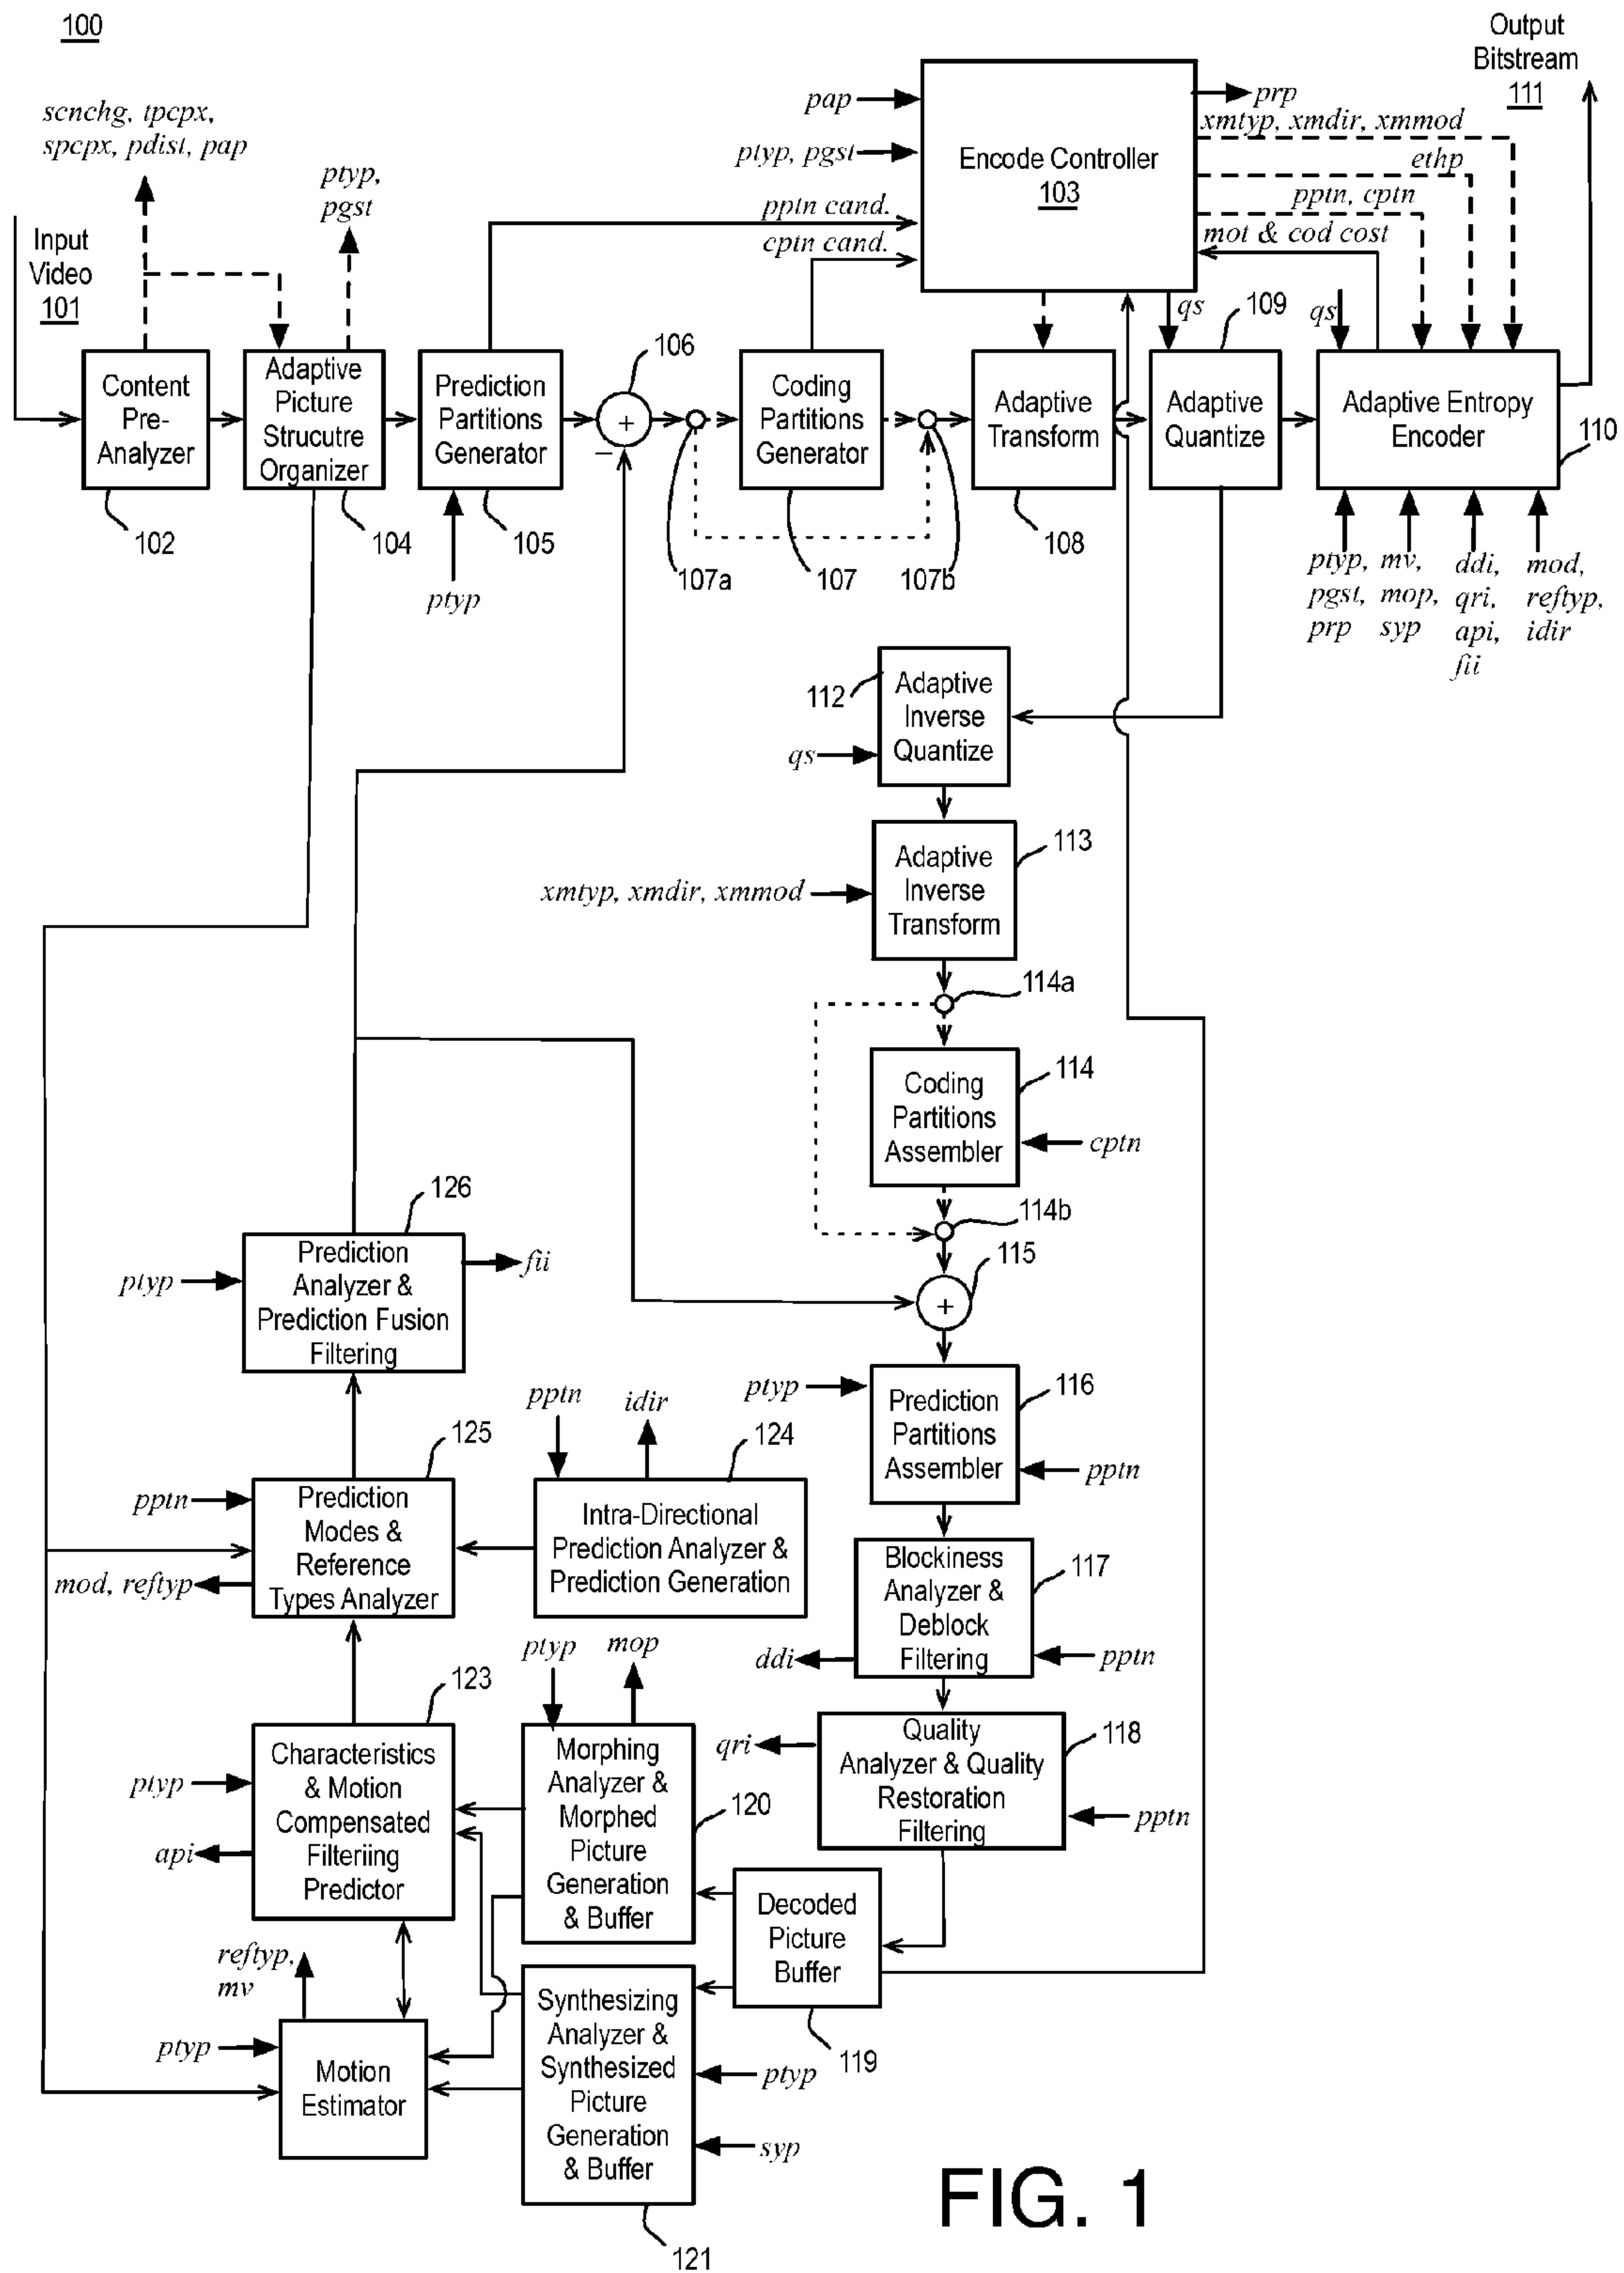 100
Output
Bitstream
111
scnchg, tpcpx,
spcpx, pdist, pap
ptyp,
pgst
Input
Video
101
pap
ptyp, pgst
pptn cand.
cptn cand.
Encode Controller
103
prp
xmtyp, xmdir, xmmod
ethp
pptn, cptn
mot & cod cost
qs
109
qs
106
Content
Pre-
Analyzer
102
Adaptive
Picture
Strucutre
Organizer
104
Prediction
Partitions
Generator
105
ptyp
+
−
107a
Coding
Partitions
Generator
107
107b
Adaptive
Transform
108
Adaptive
Quantize
Adaptive Entropy
Encoder
110
ptyp,
pgst,
prp
mv,
mop,
syp
ddi,
qri,
api,
fii
mod,
reftyp,
idir
112
Adaptive
Inverse
Quantize
qs
113
Adaptive
Inverse
Transform
xmtyp, xmdir, xmmod
114a
114
Coding
Partitions
Assembler
cptn
114b
115
+
126
Prediction
Analyzer &
Prediction Fusion
Filtering
ptyp
fii
ptyp
116
Prediction
Partitions
Assembler
pptn
125
pptn
Prediction
Modes &
Reference
Types Analyzer
mod, reftyp
pptn
idir
124
Intra-Directional
Prediction Analyzer &
Prediction Generation
117
Blockiness
Analyzer &
Deblock
Filtering
ddi
pptn
123
Characteristics
& Motion
Compensated
Filteriing
Predictor
ptyp
api
ptyp
mop
Morphing
Analyzer &
Morphed
Picture
Generation
& Buffer
120
118
Quality
Analyzer & Quality
Restoration
Filtering
qri
pptn
Decoded
Picture
Buffer
119
reftyp,
mv
ptyp
Motion
Estimator
Synthesizing
Analyzer &
Synthesized
Picture
Generation
& Buffer
ptyp
syp
121
FIG. 1